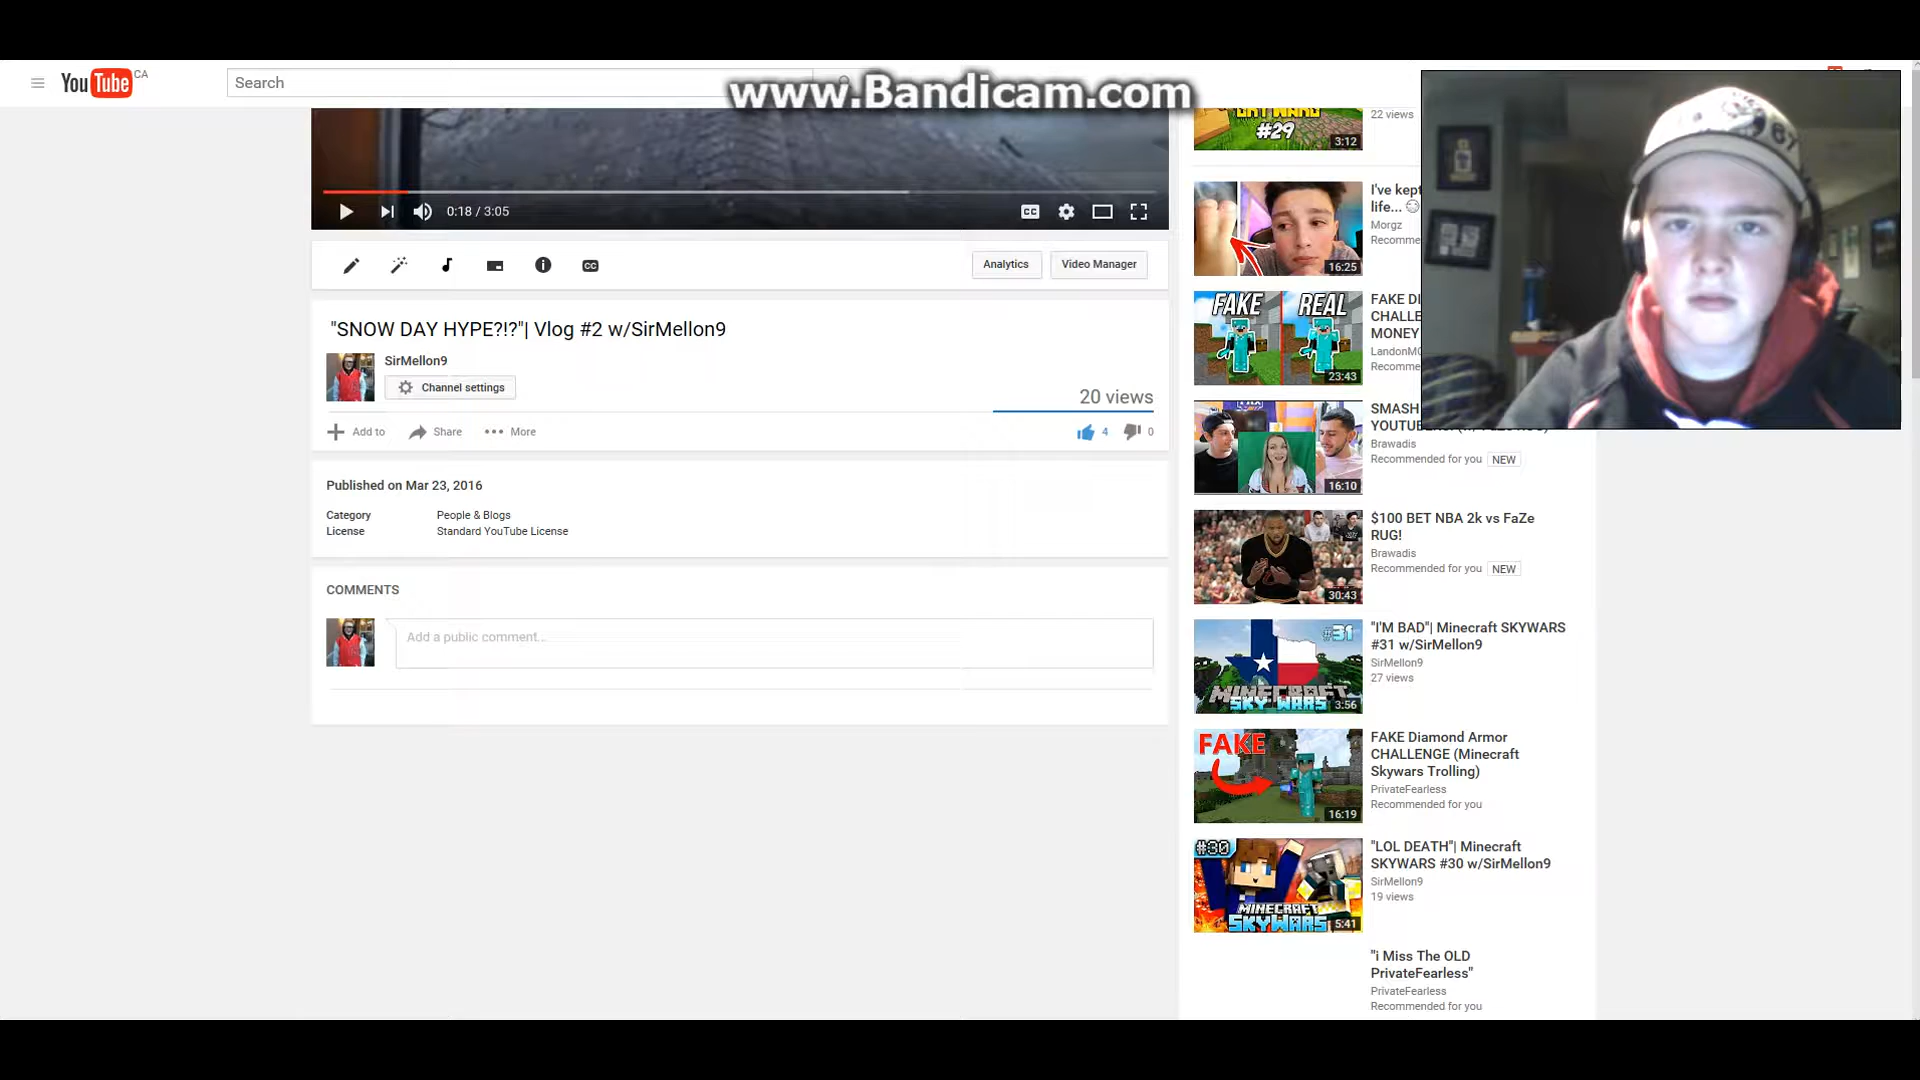 YouTube CA
Search
www.Bandicam.com
0:18 / 3:05
CC
CC
Analytics
Video Manager
"SNOW DAY HYPE?!?"| Vlog #2 w/SirMellon9
SirMellon9
Channel settings
20 views
Add to
Share
More
4
0
Published on Mar 23, 2016
Category
People & Blogs
License
Standard YouTube License
COMMENTS
Add a public comment...
#29
3:12
22 views
16:25
I've kept
life...
Morgz
Recomme
FAKE
REAL
23:43
FAKE DI
CHALLE
MONEY
LandonMC
Recomme
16:10
SMASH
Brawadis
Recommended for you NEW
30:43
$100 BET NBA 2k vs FaZe
RUG!
Brawadis
Recommended for you NEW
#31
MINECRAFT
SKY WARS
3:56
"I'M BAD"| Minecraft SKYWARS
#31 w/SirMellon9
SirMellon9
27 views
FAKE
16:19
FAKE Diamond Armor
CHALLENGE (Minecraft
Skywars Trolling)
PrivateFearless
Recommended for you
#30
MINECRAFT
SKYWARS
5:41
"LOL DEATH"| Minecraft
SKYWARS #30 w/SirMellon9
SirMellon9
19 views
"i Miss The OLD
PrivateFearless"
PrivateFearless
Recommended for you